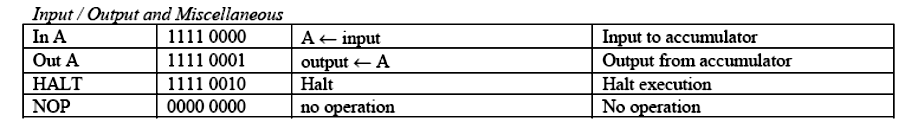 Input / Output and Miscellaneous
In A 1111 0000 A ← input Input to accumulator
Out A 1111 0001 output ← A Output from accumulator
HALT 1111 0010 Halt Halt execution
NOP 0000 0000 no operation No operation